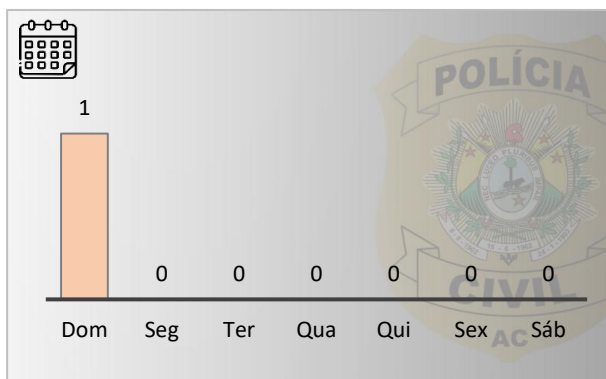 POLÍCIA
1
0 0 0 0 0 0
CIVIL
Dom Seg Ter Qua Qui Sex Sáb
AC